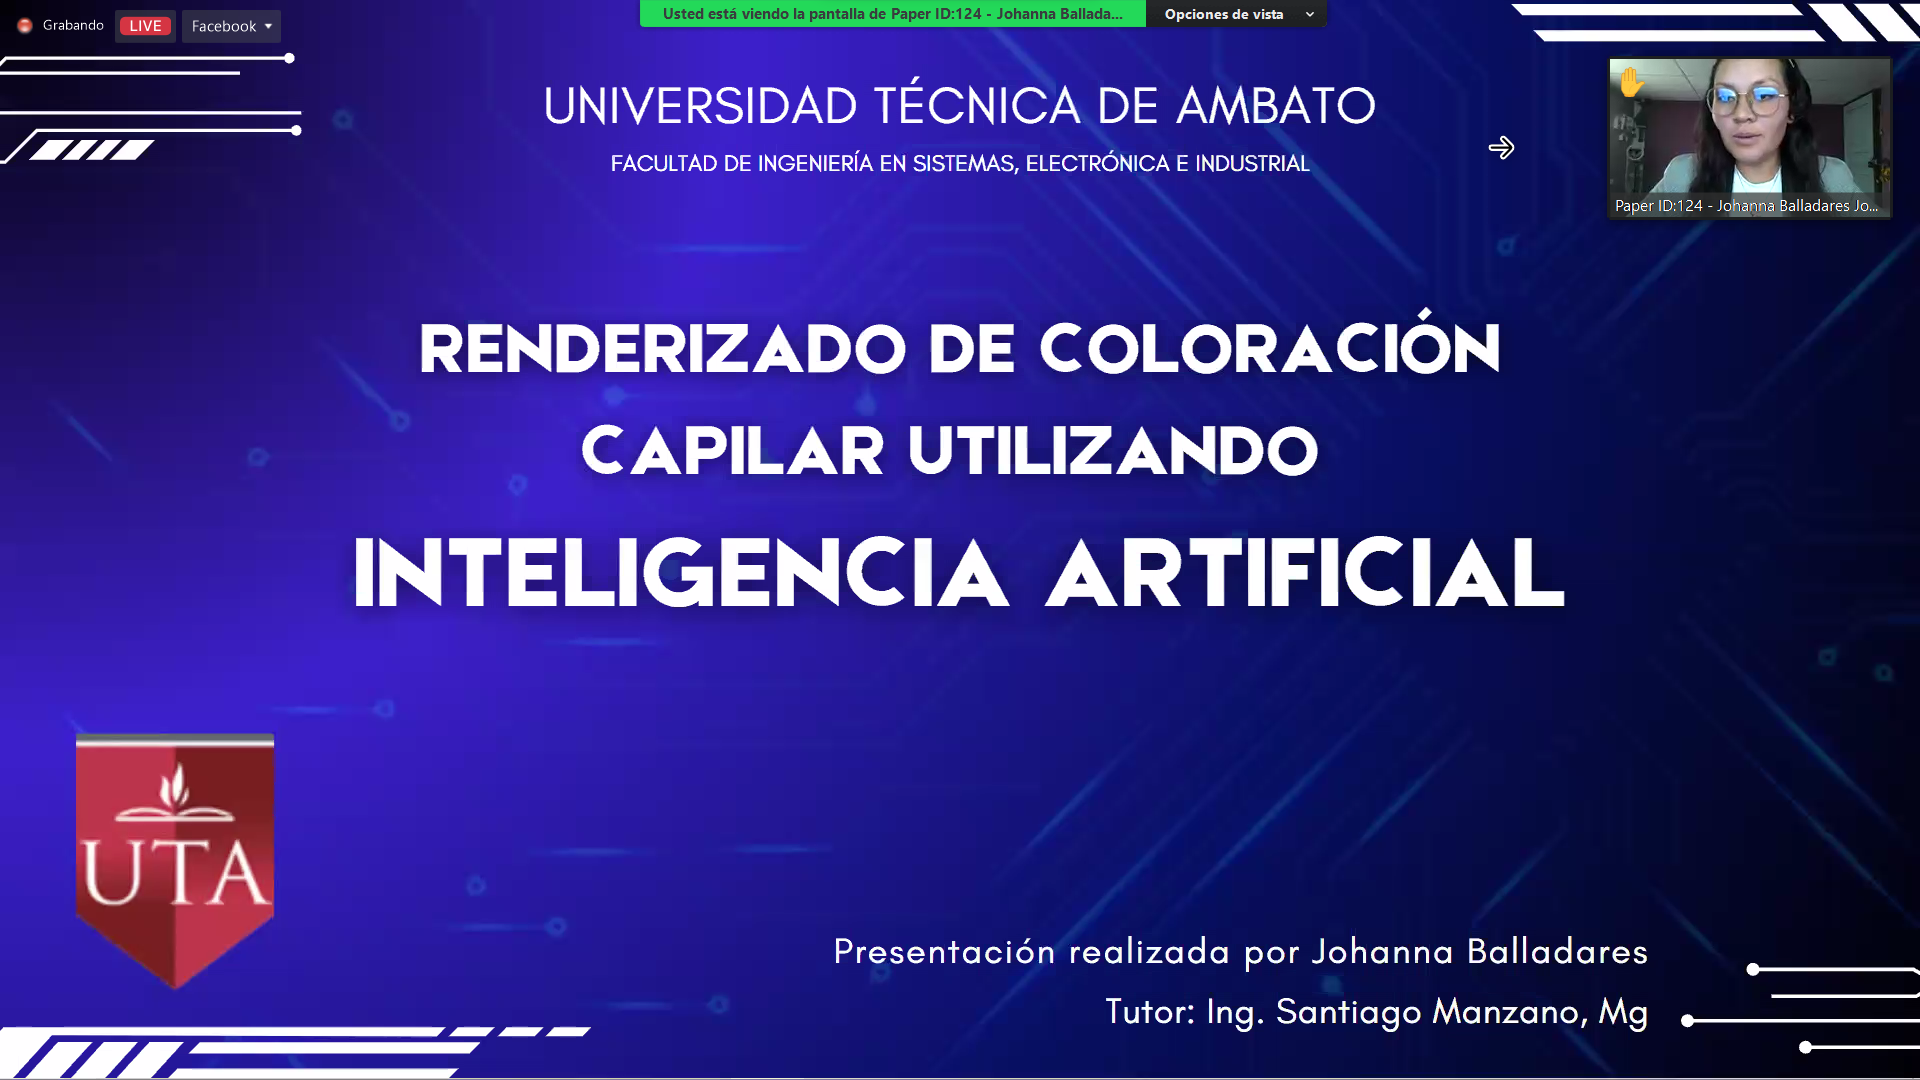 Grabando LIVE Facebook
Usted está viendo la pantalla de Paper ID:124 - Johanna Ballada... Opciones de vista
UNIVERSIDAD TÉCNICA DE AMBATO
FACULTAD DE INGENIERÍA EN SISTEMAS, ELECTRÓNICA E INDUSTRIAL
Paper ID:124 - Johanna Balladares Jo...
RENDERIZADO DE COLORACIÓN
CAPILAR UTILIZANDO
INTELIGENCIA ARTIFICIAL
UTA
Presentación realizada por Johanna Balladares
Tutor: Ing. Santiago Manzano, Mg